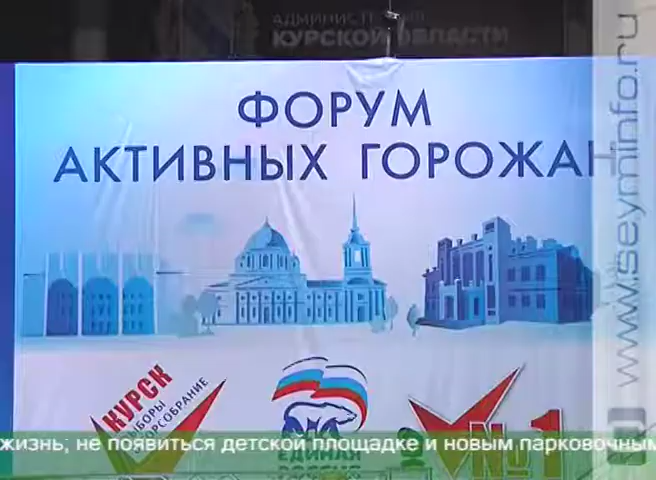 АДМИНИСТРАЦИЯ
КУРСКОЙ ОБЛАСТИ
ФОРУМ
АКТИВНЫХ ГОРОЖАН
КУРСК
ВЫБОРЫ
ГОРСОБРАНИЕ
ЕДИНАЯ
РОССИЯ
№1
жизнь, не появиться детской площадке и новым парковочным
www.seyminfo.ru